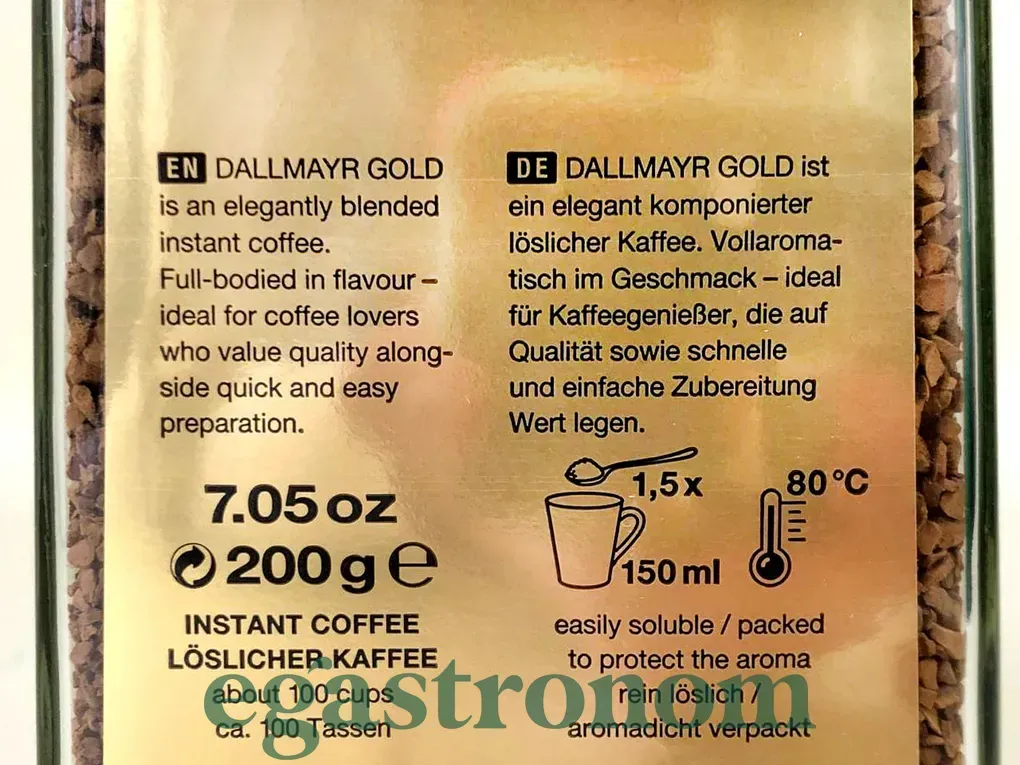 EN DALLMAYR GOLD
is an elegantly blended
instant coffee.
Full-bodied in flavour –
ideal for coffee lovers
who value quality along-
side quick and easy
preparation.
DE DALLMAYR GOLD ist
ein elegant komponierter
löslicher Kaffee. Vollaroma-
tisch im Geschmack – ideal
für Kaffeegenießer, die auf
Qualität sowie schnelle
und einfache Zubereitung
Wert legen.
7.05 oz
200 g ℮
INSTANT COFFEE
LÖSLICHER KAFFEE
about 100 cups
ca. 100 Tassen
1,5 x
80 °C
150 ml
easily soluble / packed
to protect the aroma
rein löslich /
aromadicht verpackt
egastronom